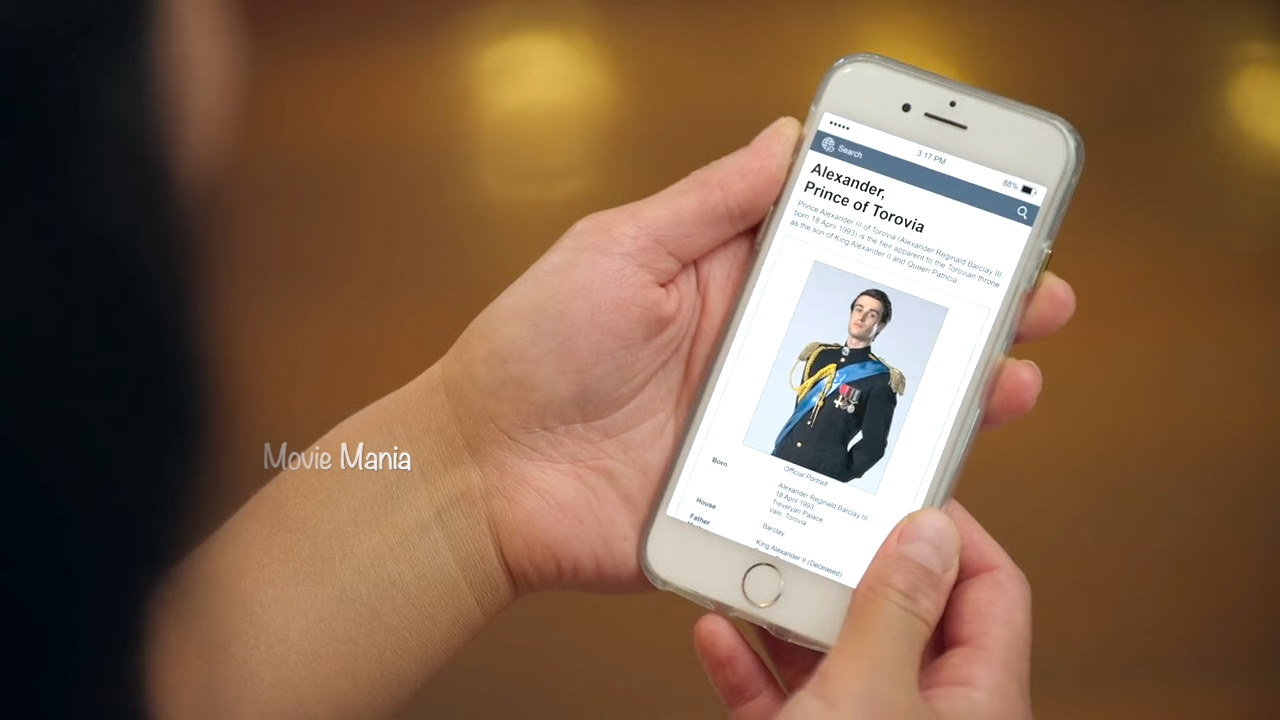 3:17 PM
88%
Search
Alexander,
Prince of Torovia
Prince Alexander III of Torovia (Alexander Reginald Barclay III
born 18 April 1993) is the heir apparent to the Torovian throne
as the son of King Alexander II and Queen Patricia
Official Portrait
Born
Alexander Reginald Barclay III
18 April 1993
Trevelyan Palace
Valo, Torovia
House
Barclay
Father
King Alexander II (Deceased)
Movie Mania